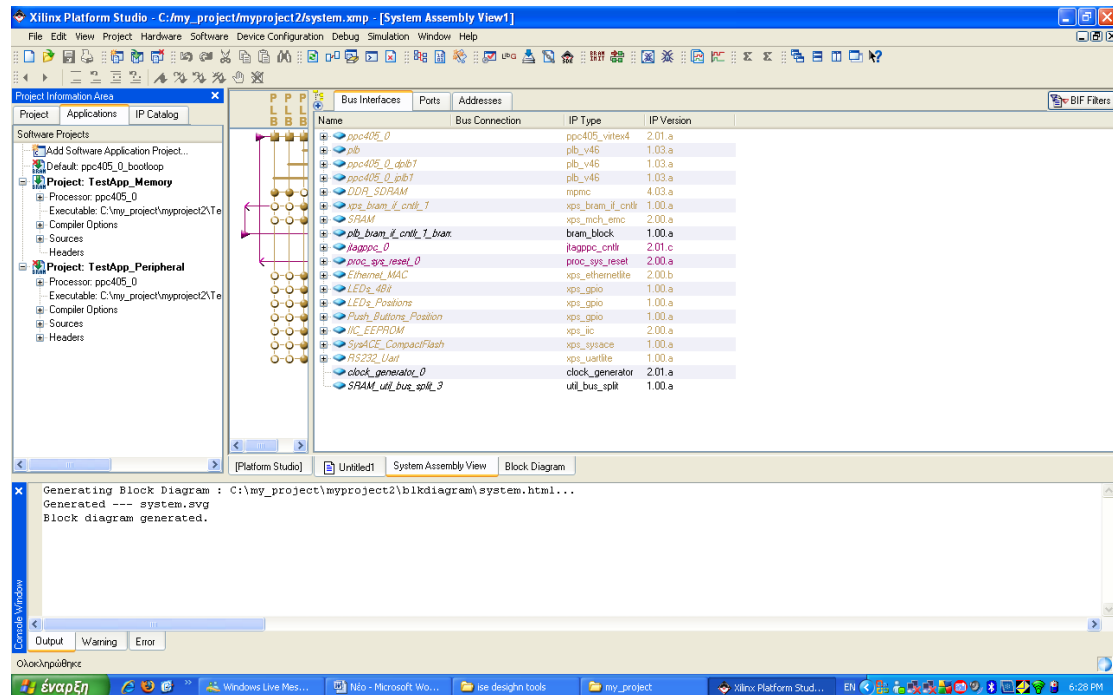 Xilinx Platform Studio - C:/my_project/myproject2/system.xmp - [System Assembly View1]
File Edit View Project Hardware Software Device Configuration Debug Simulation Window Help
Project Information Area
Project Applications IP Catalog
Software Projects
Add Software Application Project...
Default: ppc405_0_bootloop
Project: TestApp_Memory
Processor: ppc405_0
Executable: C:\my_project\myproject2\Te
Compiler Options
Sources
Headers
Project: TestApp_Peripheral
Processor: ppc405_0
Executable: C:\my_project\myproject2\Te
Compiler Options
Sources
Headers
P P P
L L L
B B B
Bus Interfaces Ports Addresses
BIF Filters
Name Bus Connection IP Type IP Version
ppc405_0 ppc405_virtex4 2.01.a
plb plb_v46 1.03.a
ppc405_0_dplb1 plb_v46 1.03.a
ppc405_0_iplb1 plb_v46 1.03.a
DDR_SDRAM mpmc 4.03.a
xps_bram_if_cntlr_1 xps_bram_if_cntlr 1.00.a
SRAM xps_mch_emc 2.00.a
plb_bram_if_cntlr_1_bram bram_block 1.00.a
jtagppc_0 jtagppc_cntlr 2.01.c
proc_sys_reset_0 proc_sys_reset 2.00.a
Ethernet_MAC xps_ethernetlite 2.00.b
LEDs_4Bit xps_gpio 1.00.a
LEDs_Positions xps_gpio 1.00.a
Push_Buttons_Position xps_gpio 1.00.a
IIC_EEPROM xps_iic 2.00.a
SysACE_CompactFlash xps_sysace 1.00.a
RS232_Uart xps_uartlite 1.00.a
clock_generator_0 clock_generator 2.01.a
SRAM_util_bus_split_3 util_bus_split 1.00.a
[Platform Studio] Untitled1 System Assembly View Block Diagram
Generating Block Diagram : C:\my_project\myproject2\blkdiagram\system.html...
Generated --- system.svg
Block diagram generated.
Console Window
Output Warning Error
Ολοκληρώθηκε
έναρξη Windows Live Mes... Νέο - Microsoft Wo... ise desighn tools my_project Xilinx Platform Stud... EN 6:28 PM